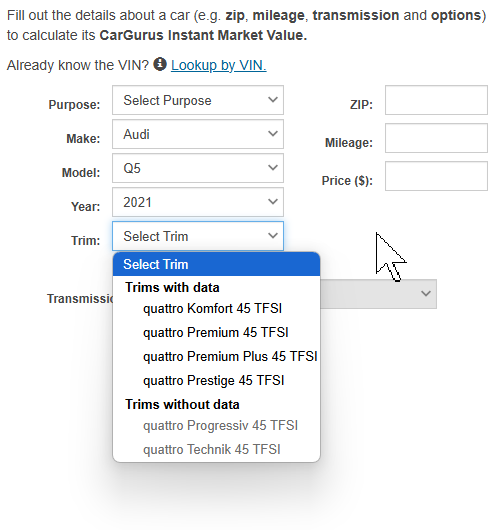 Fill out the details about a car (e.g. zip, mileage, transmission and options)
to calculate its CarGurus Instant Market Value.
Already know the VIN? Lookup by VIN.
Purpose: Select Purpose
ZIP:
Make: Audi
Mileage:
Model: Q5
Price ($):
Year: 2021
Trim: Select Trim
Select Trim
Trims with data
Transmissio
quattro Komfort 45 TFSI
quattro Premium 45 TFSI
quattro Premium Plus 45 TFSI
quattro Prestige 45 TFSI
Trims without data
quattro Progressiv 45 TFSI
quattro Technik 45 TFSI